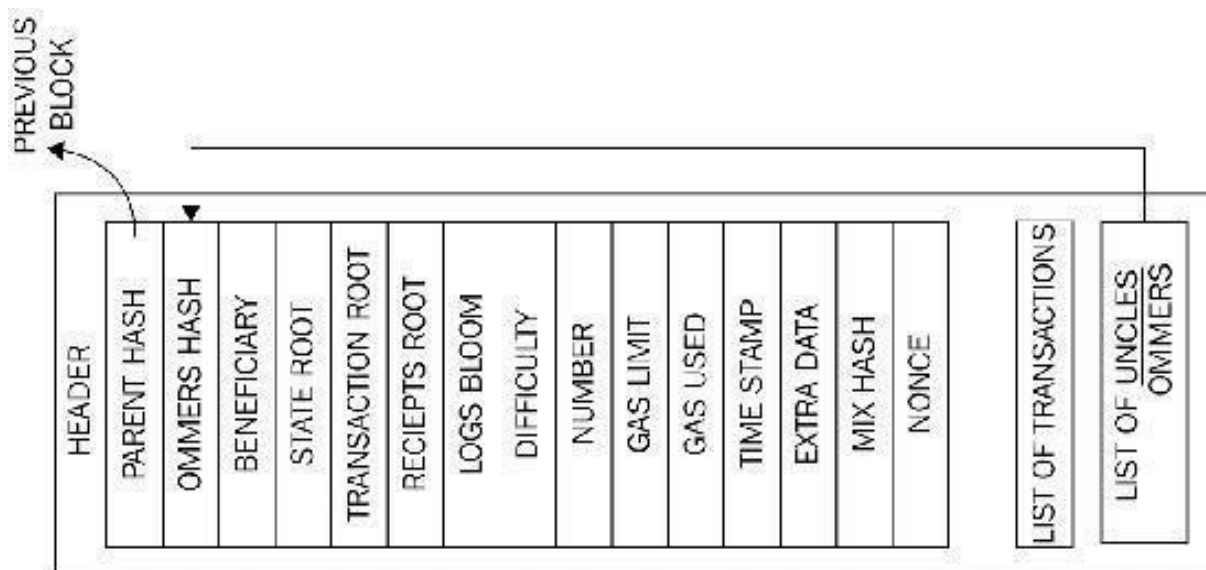 PREVIOUS
BLOCK
HEADER
PARENT HASH
OMMERS HASH
BENEFICIARY
STATE ROOT
TRANSACTION ROOT
RECIEPTS ROOT
LOGS BLOOM
DIFFICULTY
NUMBER
GAS LIMIT
GAS USED
TIME STAMP
EXTRA DATA
MIX HASH
NONCE
LIST OF TRANSACTIONS
LIST OF UNCLES
OMMERS